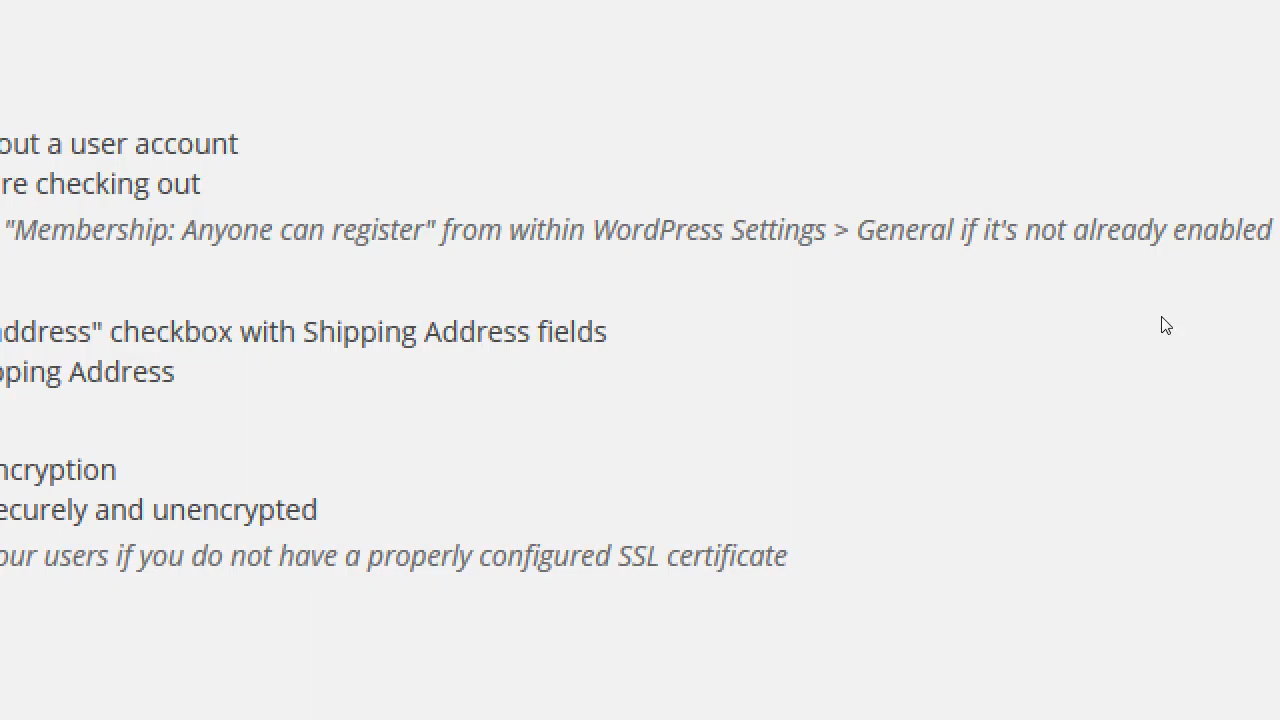 out a user account
re checking out
"Membership: Anyone can register" from within WordPress Settings > General if it's not already enabled
address" checkbox with Shipping Address fields
pping Address
ncryption
ecurely and unencrypted
our users if you do not have a properly configured SSL certificate